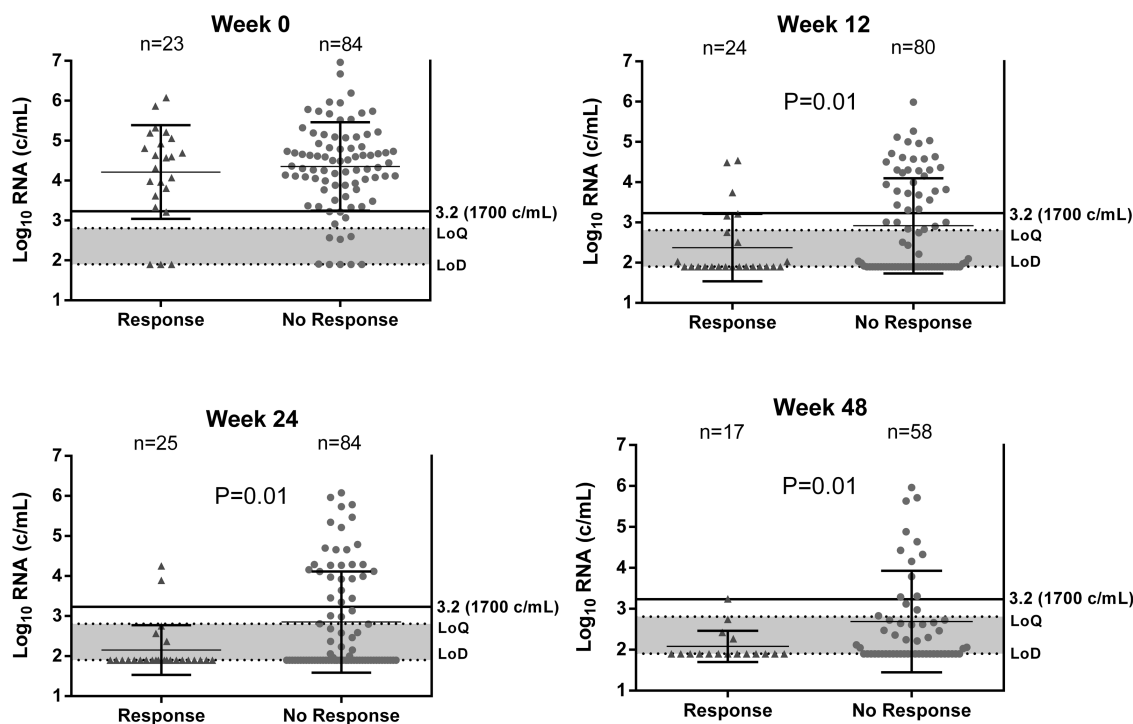 Week 0
n=23
n=84
7
6
5
4
3
2
1
Log10 RNA (c/mL)
3.2 (1700 c/mL)
LoQ
LoD
Response
No Response
Week 12
n=24
n=80
P=0.01
7
6
5
4
3
2
1
Log10 RNA (c/mL)
3.2 (1700 c/mL)
LoQ
LoD
Response
No Response
Week 24
n=25
n=84
P=0.01
7
6
5
4
3
2
1
Log10 RNA (c/mL)
3.2 (1700 c/mL)
LoQ
LoD
Response
No Response
Week 48
n=17
n=58
P=0.01
7
6
5
4
3
2
1
Log10 RNA (c/mL)
3.2 (1700 c/mL)
LoQ
LoD
Response
No Response